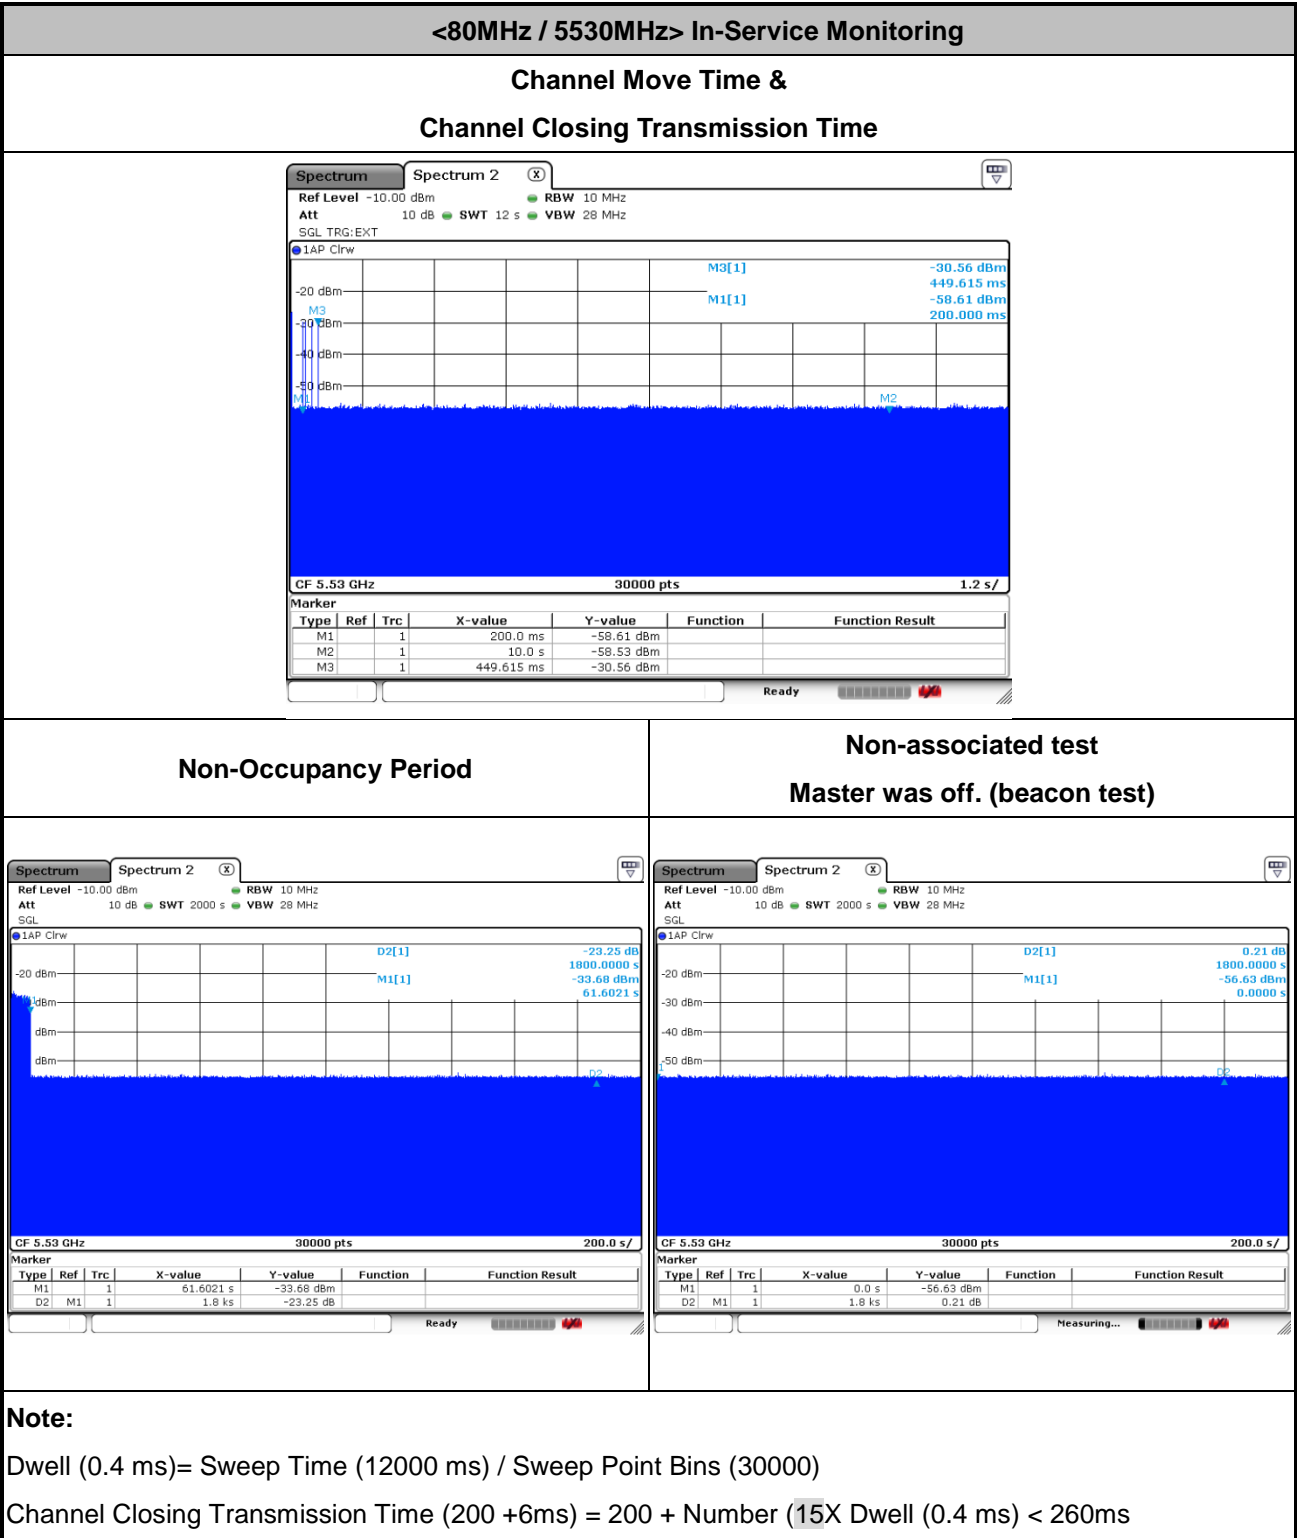 <80MHz / 5530MHz> In-Service Monitoring
Channel Move Time &
Channel Closing Transmission Time
Spectrum Spectrum 2 X
Ref Level -10.00 dBm RBW 10 MHz
Att 10 dB SWT 12 s VBW 28 MHz
SGL TRG:EXT
1AP Clrw
M3[1] -30.56 dBm
449.615 ms
-20 dBm
M1[1] -58.61 dBm
200.000 ms
M3
-30 dBm
-40 dBm
-50 dBm
M1 M2
CF 5.53 GHz 30000 pts 1.2 s/
Marker
Type Ref Trc X-value Y-value Function Function Result
M1 1 200.0 ms -58.61 dBm
M2 1 10.0 s -58.53 dBm
M3 1 449.615 ms -30.56 dBm
Ready
Non-Occupancy Period
Non-associated test
Master was off. (beacon test)
Spectrum Spectrum 2 X
Ref Level -10.00 dBm RBW 10 MHz
Att 10 dB SWT 2000 s VBW 28 MHz
SGL
1AP Clrw
D2[1] -23.25 dB
1800.0000 s
-20 dBm
M1[1] -33.68 dBm
61.6021 s
dBm
dBm
dBm
D2
CF 5.53 GHz 30000 pts 200.0 s/
Marker
Type Ref Trc X-value Y-value Function Function Result
M1 1 61.6021 s -33.68 dBm
D2 M1 1 1.8 ks -23.25 dB
Ready
Spectrum Spectrum 2 X
Ref Level -10.00 dBm RBW 10 MHz
Att 10 dB SWT 2000 s VBW 28 MHz
SGL
1AP Clrw
D2[1] 0.21 dB
1800.0000 s
-20 dBm
M1[1] -56.63 dBm
0.0000 s
-30 dBm
-40 dBm
-50 dBm
1 D2
CF 5.53 GHz 30000 pts 200.0 s/
Marker
Type Ref Trc X-value Y-value Function Function Result
M1 1 0.0 s -56.63 dBm
D2 M1 1 1.8 ks 0.21 dB
Measuring...
Note:
Dwell (0.4 ms)= Sweep Time (12000 ms) / Sweep Point Bins (30000)
Channel Closing Transmission Time (200 +6ms) = 200 + Number (15X Dwell (0.4 ms) < 260ms